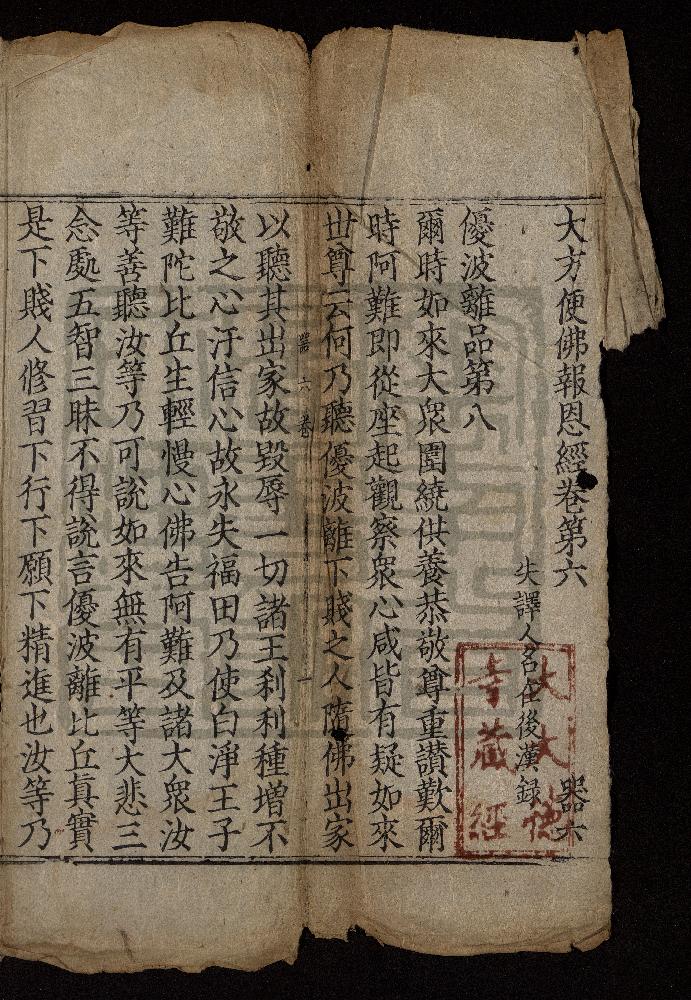 大方便佛報恩經卷第六
器六
失譯人名在後漢錄
優波離品第八
爾時如來大衆圍繞供養恭敬尊重讃歎爾
時阿難即從座起觀察衆心咸皆有疑如來
世尊云何乃聽優波離下賤之人隨佛出家
器六卷
一
以聽其出家故毀辱一切諸王刹利種增不
敬之心汙信心故永失福田乃使白淨王子
難陀比丘生輕慢心佛告阿難及諸大衆汝
等善聽汝等乃可說如來無有平等大悲三
念處五智三昧不得說言優波離比丘真實
是下賤人修習下行下願下精進也汝等乃
寺藏經